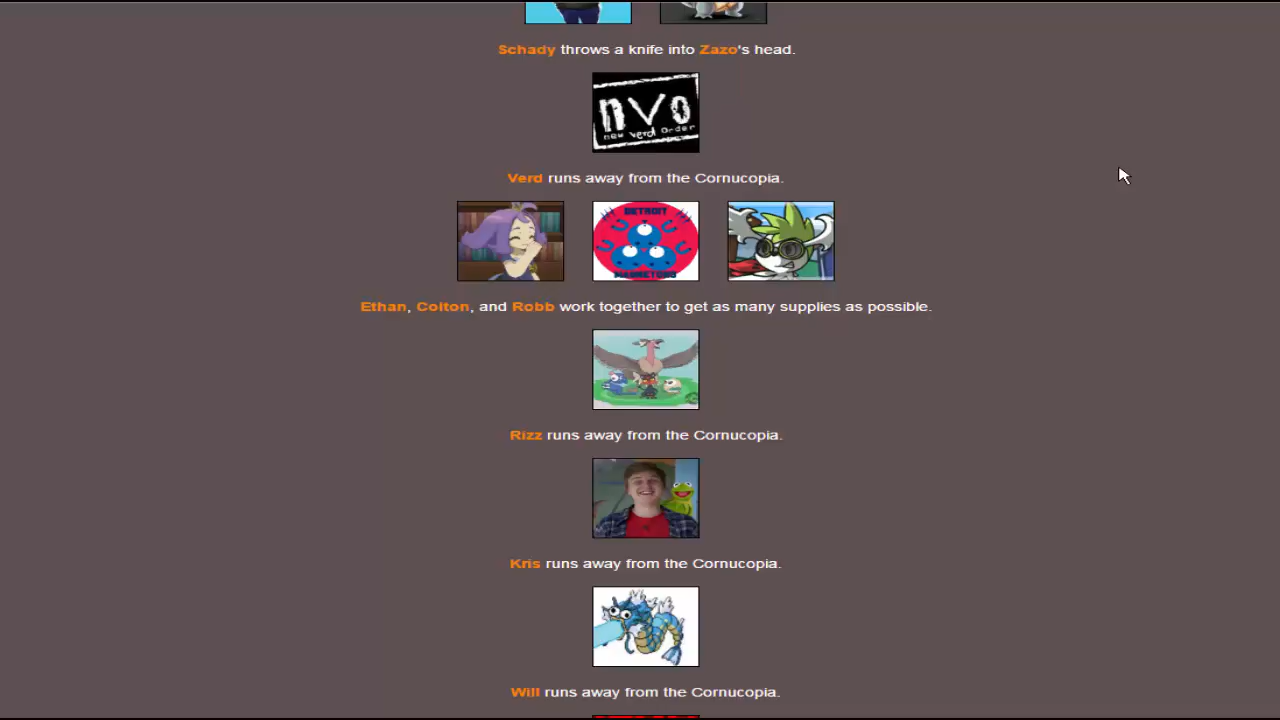 Schady throws a knife into Zazo's head.
nVo
new verd order
Verd runs away from the Cornucopia.
DETROIT
MAGNETONS
Ethan, Colton, and Robb work together to get as many supplies as possible.
Rizz runs away from the Cornucopia.
Kris runs away from the Cornucopia.
Will runs away from the Cornucopia.